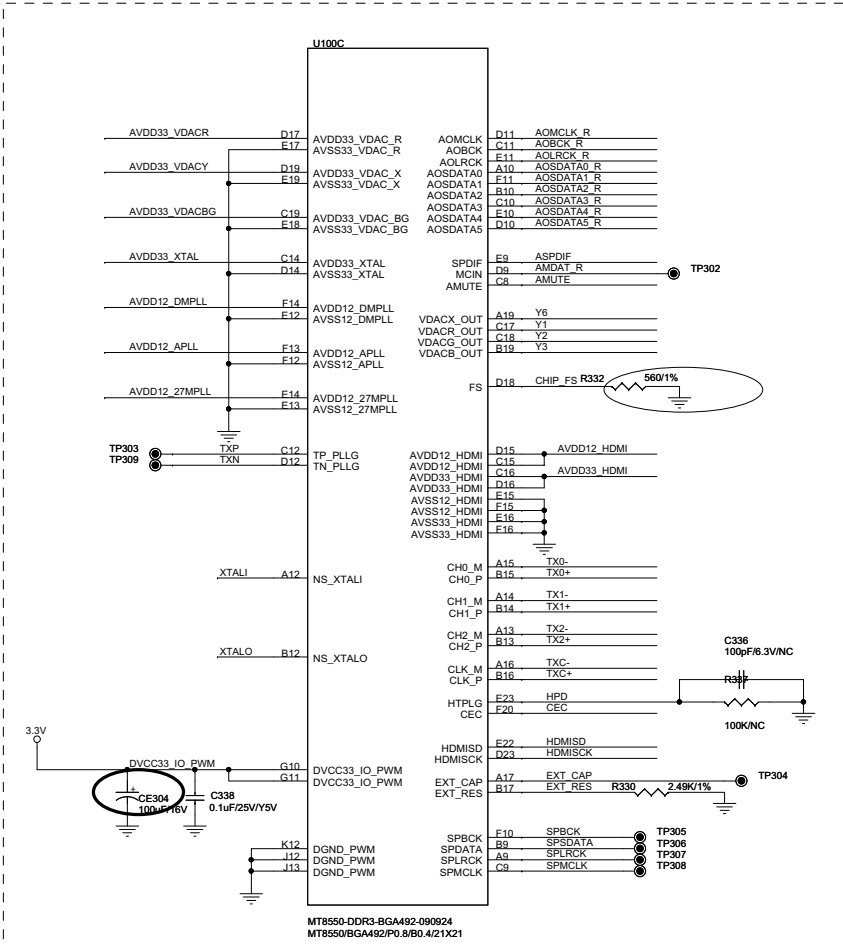 U100C
AVDD33_VDACR D17 AVDD33_VDAC_R
E17 AVSS33_VDAC_R
AVDD33_VDACY D19 AVDD33_VDAC_X
E19 AVSS33_VDAC_X
AVDD33_VDACBG C19 AVDD33_VDAC_BG
E18 AVSS33_VDAC_BG
AVDD33_XTAL C14 AVDD33_XTAL
D14 AVSS33_XTAL
AVDD12_DMPLL F14 AVDD12_DMPLL
E12 AVSS12_DMPLL
AVDD12_APLL F13 AVDD12_APLL
F12 AVSS12_APLL
AVDD12_27MPLL E14 AVDD12_27MPLL
E13 AVSS12_27MPLL
TP303 TXP C12 TP_PLLG
TP309 TXN D12 TN_PLLG
XTALI A12 NS_XTALI
XTALO B12 NS_XTALO
3.3V
DVCC33_IO_PWM G10 DVCC33_IO_PWM
G11 DVCC33_IO_PWM
+
CE304
100uF/16V
C338
0.1uF/25V/Y5V
K12 DGND_PWM
J12 DGND_PWM
J13 DGND_PWM
AOMCLK D11 AOMCLK_R
AOBCK C11 AOBCK_R
AOLRCK E11 AOLRCK_R
AOSDATA0 A10 AOSDATA0_R
AOSDATA1 F11 AOSDATA1_R
AOSDATA2 B10 AOSDATA2_R
AOSDATA3 C10 AOSDATA3_R
AOSDATA4 E10 AOSDATA4_R
AOSDATA5 D10 AOSDATA5_R
SPDIF E9 ASPDIF
MCIN D9 AMDAT_R TP302
AMUTE C8 AMUTE
VDACX_OUT A19 Y6
VDACR_OUT C17 Y1
VDACG_OUT C18 Y2
VDACB_OUT B19 Y3
FS D18 CHIP_FS R332 560/1%
AVDD12_HDMI D15 AVDD12_HDMI
AVDD12_HDMI C15
AVDD33_HDMI C16 AVDD33_HDMI
AVDD33_HDMI D16
AVSS12_HDMI E15
AVSS12_HDMI F15
AVSS33_HDMI E16
AVSS33_HDMI F16
CH0_M A15 TX0-
CH0_P B15 TX0+
CH1_M A14 TX1-
CH1_P B14 TX1+
CH2_M A13 TX2-
CH2_P B13 TX2+
CLK_M A16 TXC-
CLK_P B16 TXC+
C336
100pF/6.3V/NC
R337
100K/NC
HTPLG E23 HPD
CEC F20 CEC
HDMISD E22 HDMISD
HDMISCK D23 HDMISCK
EXT_CAP A17 EXT_CAP TP304
EXT_RES B17 EXT_RES R330 2.49K/1%
SPBCK F10 SPBCK TP305
SPDATA B9 SPSDATA TP306
SPLRCK A9 SPLRCK TP307
SPMCLK C9 SPMCLK TP308
MT8550-DDR3-BGA492-090924
MT8550/BGA492/P0.8/B0.4/21X21